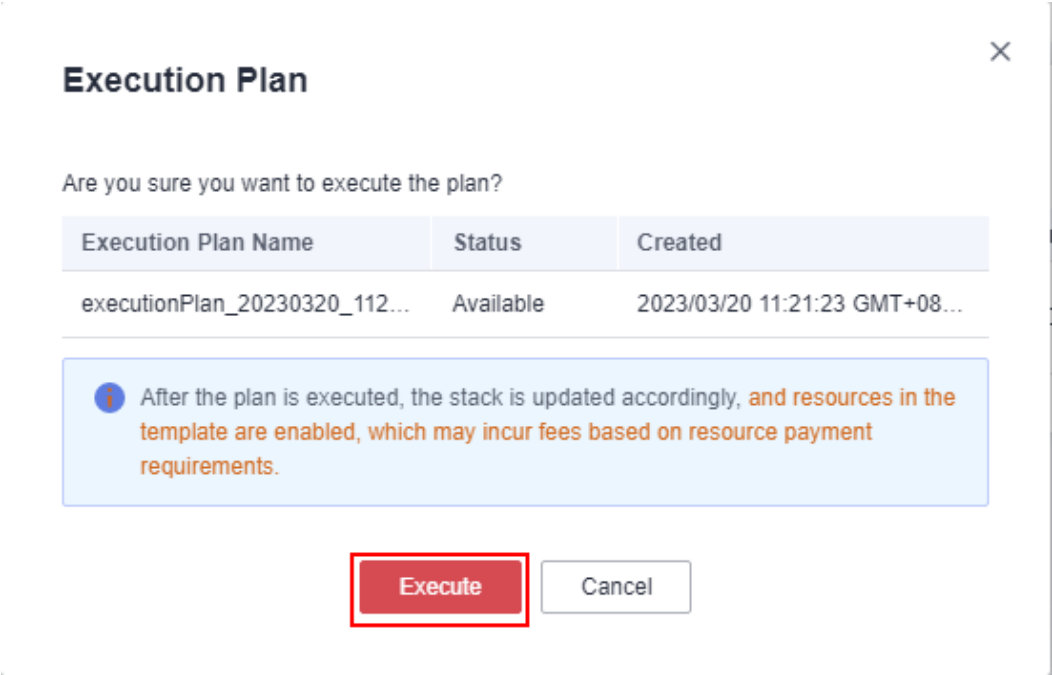 Execution Plan
Are you sure you want to execute the plan?
Execution Plan Name Status Created
executionPlan_20230320_112... Available 2023/03/20 11:21:23 GMT+08...
After the plan is executed, the stack is updated accordingly, and resources in the
template are enabled, which may incur fees based on resource payment
requirements.
Execute Cancel